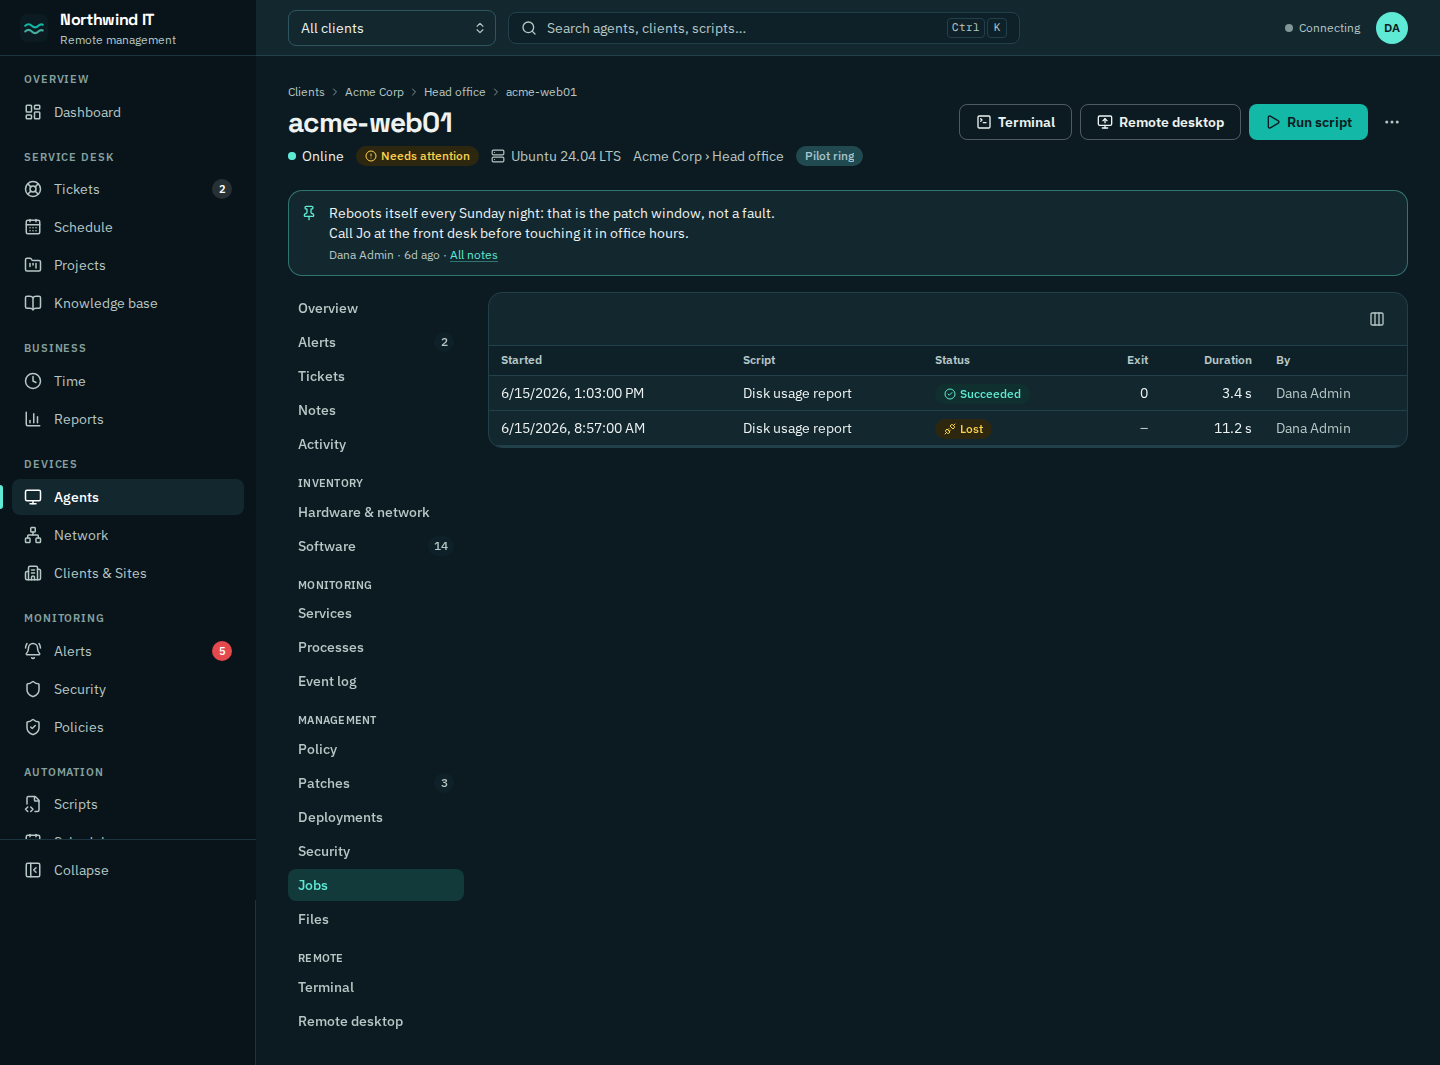 Northwind IT
Remote management
All clients
Search agents, clients, scripts...
Ctrl K
Connecting
DA
OVERVIEW
Dashboard
SERVICE DESK
Tickets 2
Schedule
Projects
Knowledge base
BUSINESS
Time
Reports
DEVICES
Agents
Network
Clients & Sites
MONITORING
Alerts 5
Security
Policies
AUTOMATION
Scripts
Collapse
Clients > Acme Corp > Head office > acme-web01
acme-web01
Terminal
Remote desktop
Run script
Online
Needs attention
Ubuntu 24.04 LTS
Acme Corp › Head office
Pilot ring
Reboots itself every Sunday night: that is the patch window, not a fault.
Call Jo at the front desk before touching it in office hours.
Dana Admin · 6d ago · All notes
Overview
Alerts 2
Tickets
Notes
Activity
INVENTORY
Hardware & network
Software 14
MONITORING
Services
Processes
Event log
MANAGEMENT
Policy
Patches 3
Deployments
Security
Jobs
Files
REMOTE
Terminal
Remote desktop
Started Script Status Exit Duration By
6/15/2026, 1:03:00 PM Disk usage report Succeeded 0 3.4 s Dana Admin
6/15/2026, 8:57:00 AM Disk usage report Lost – 11.2 s Dana Admin